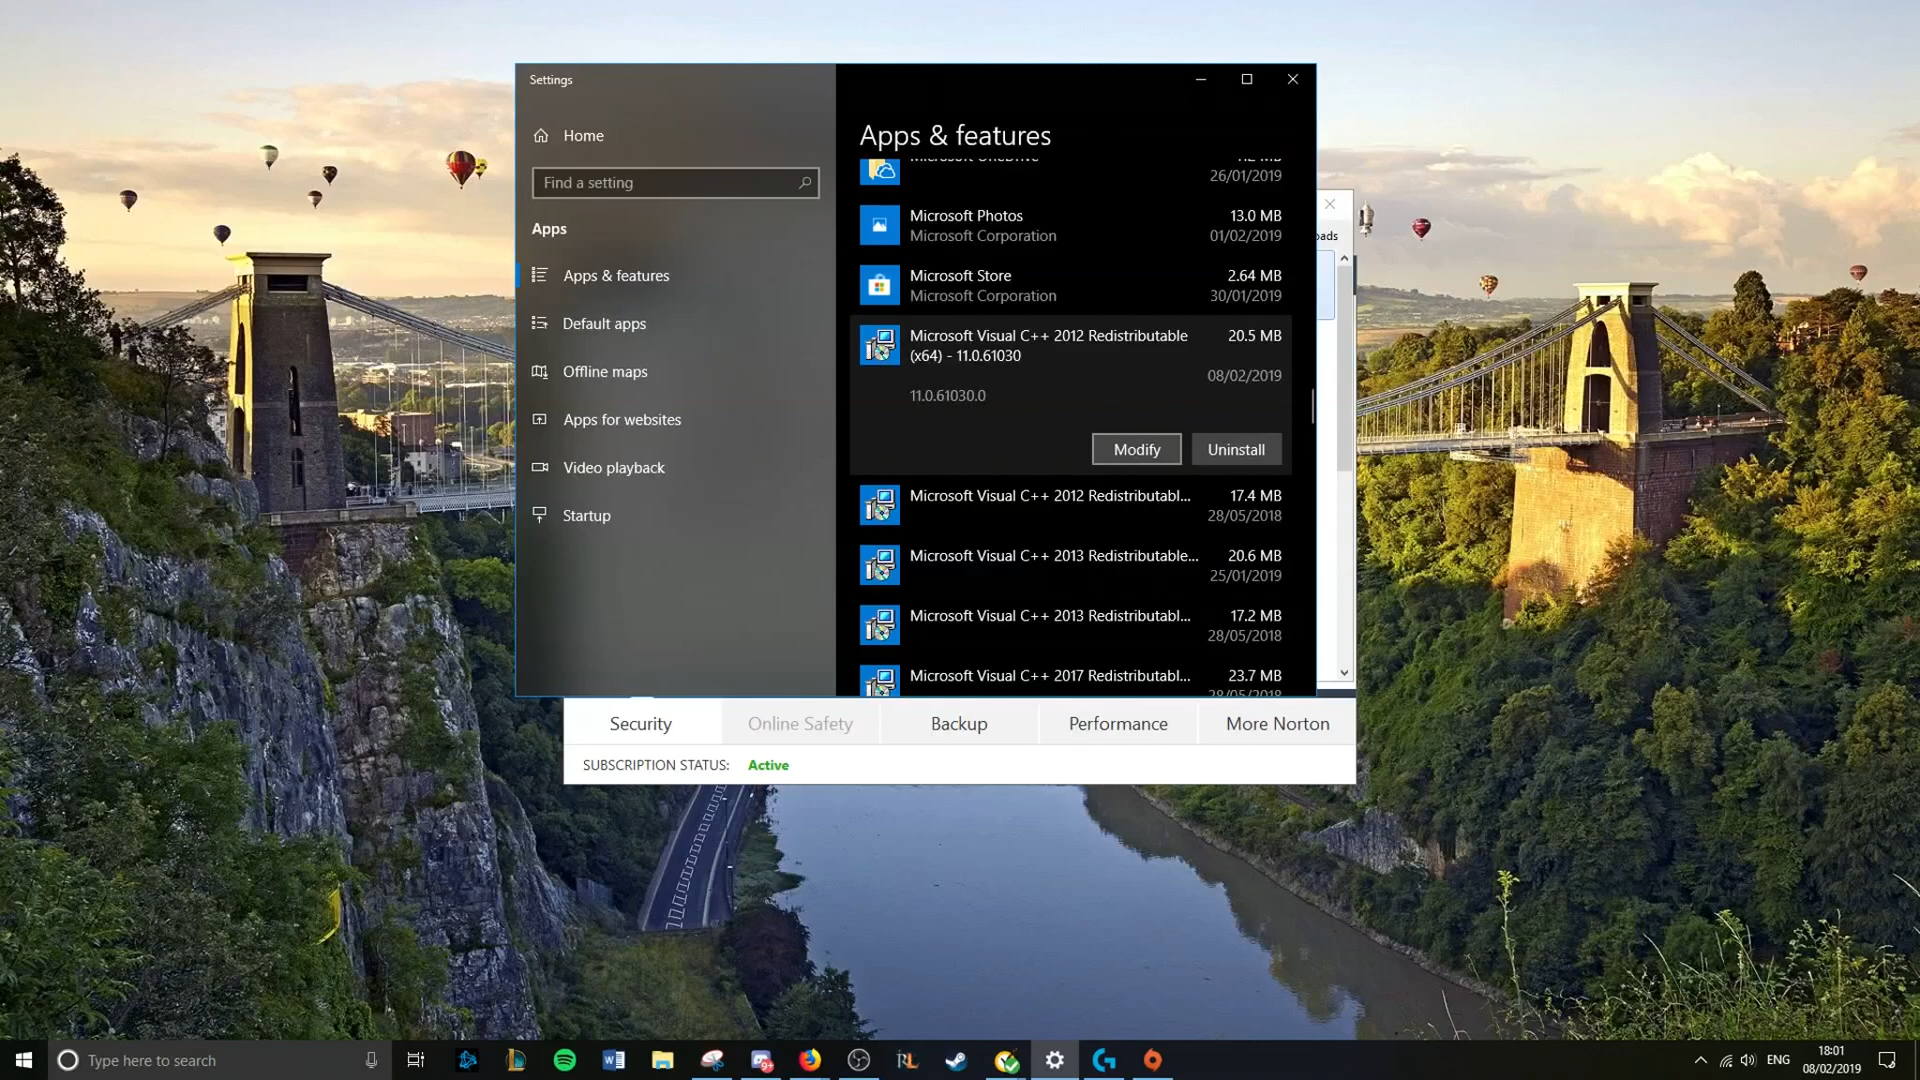 Settings
Home
Find a setting
Apps
Apps & features
Default apps
Offline maps
Apps for websites
Video playback
Startup
Apps & features
Microsoft OneDrive
26/01/2019
Microsoft Photos 13.0 MB
Microsoft Corporation 01/02/2019
Microsoft Store 2.64 MB
Microsoft Corporation 30/01/2019
Microsoft Visual C++ 2012 Redistributable 20.5 MB
(x64) - 11.0.61030
08/02/2019
11.0.61030.0
Modify Uninstall
Microsoft Visual C++ 2012 Redistributabl... 17.4 MB
28/05/2018
Microsoft Visual C++ 2013 Redistributable... 20.6 MB
25/01/2019
Microsoft Visual C++ 2013 Redistributabl... 17.2 MB
28/05/2018
Microsoft Visual C++ 2017 Redistributabl... 23.7 MB
28/05/2018
oads
Security Online Safety Backup Performance More Norton
SUBSCRIPTION STATUS: Active
Type here to search
9+
RL
ENG
18:01
08/02/2019